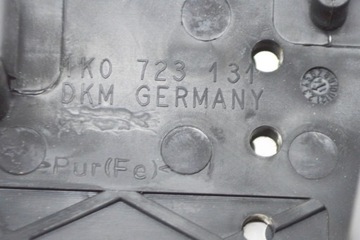 1K0 723 131
DKM GERMANY
>Pur(Fe)<